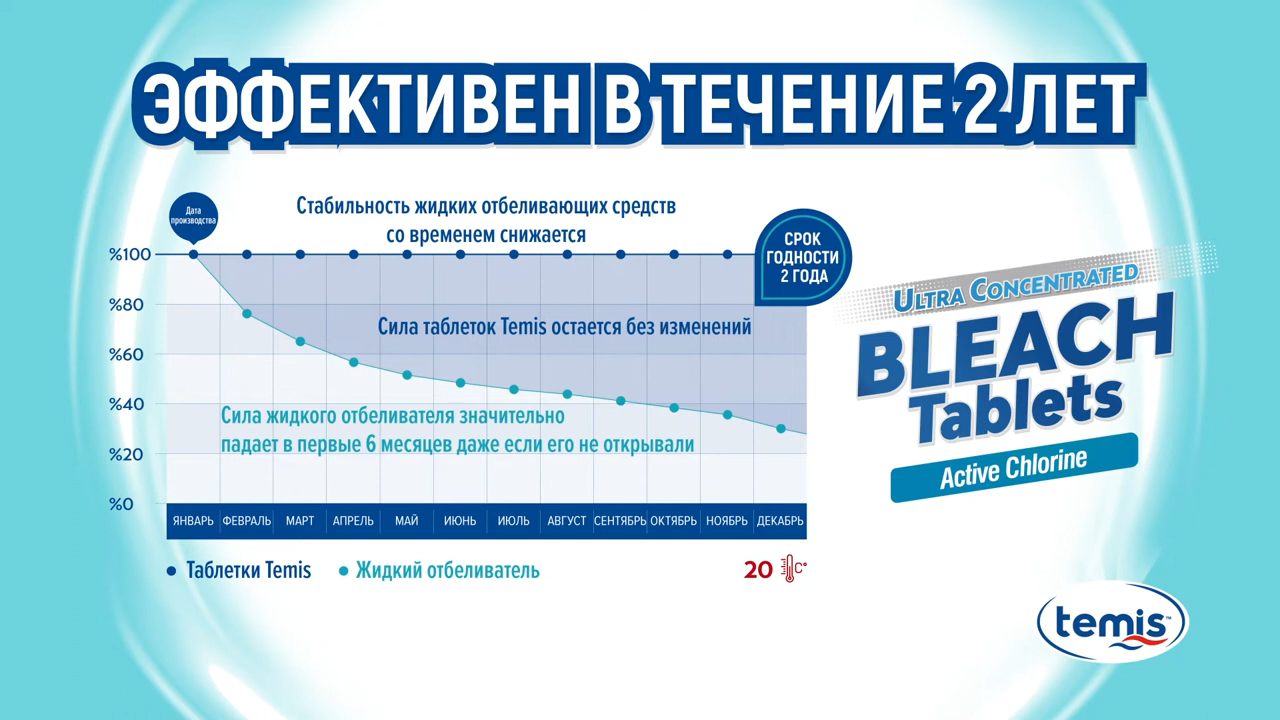 ЭФФЕКТИВЕН В ТЕЧЕНИЕ 2 ЛЕТ
Дата
производства
Стабильность жидких отбеливающих средств
со временем снижается
СРОК
ГОДНОСТИ
2 ГОДА
%100
%80
%60
%40
%20
%0
Сила таблеток Temis остается без изменений
Сила жидкого отбеливателя значительно
падает в первые 6 месяцев даже если его не открывали
ЯНВАРЬ ФЕВРАЛЬ МАРТ АПРЕЛЬ МАЙ ИЮНЬ ИЮЛЬ АВГУСТ СЕНТЯБРЬ ОКТЯБРЬ НОЯБРЬ ДЕКАБРЬ
Таблетки Temis Жидкий отбеливатель
20 C°
ULTRA CONCENTRATED
BLEACH
Tablets
Active Chlorine
temis™